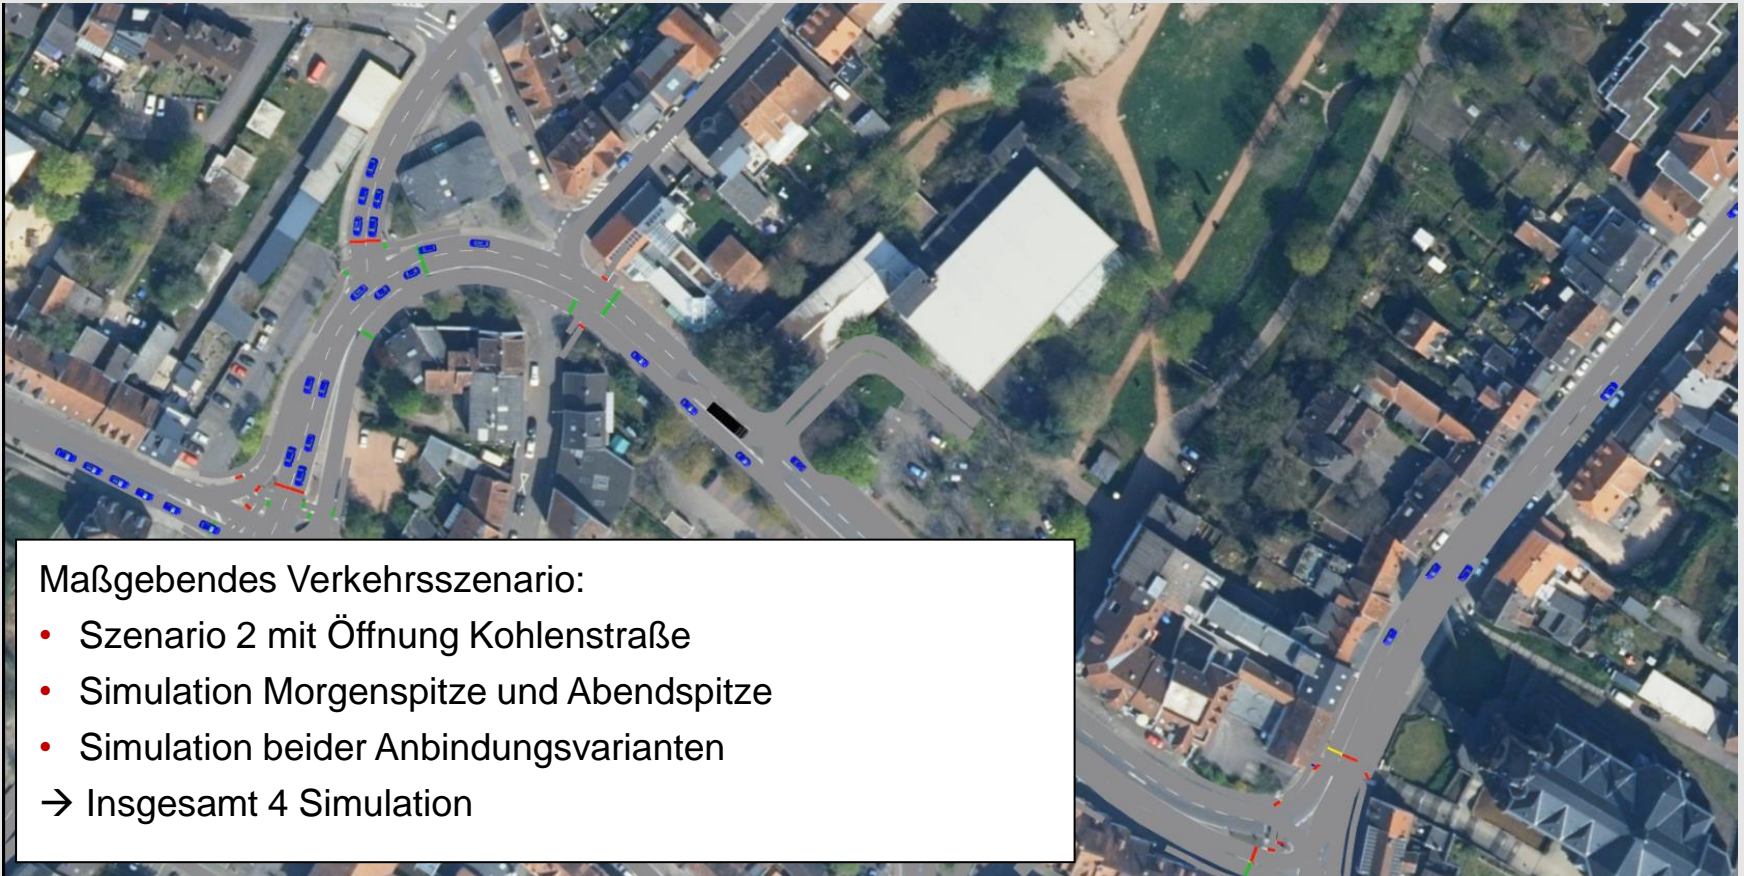 Maßgebendes Verkehrsszenario:
• Szenario 2 mit Öffnung Kohlenstraße
• Simulation Morgenspitze und Abendspitze
• Simulation beider Anbindungsvarianten
→ Insgesamt 4 Simulation